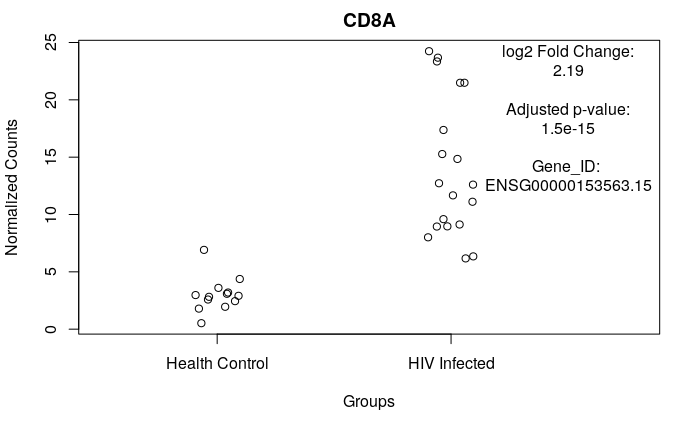 CD8A
Normalized Counts
25
20
15
10
5
0
log2 Fold Change:
2.19
Adjusted p-value:
1.5e-15
Gene_ID:
ENSG00000153563.15
Health Control
HIV Infected
Groups